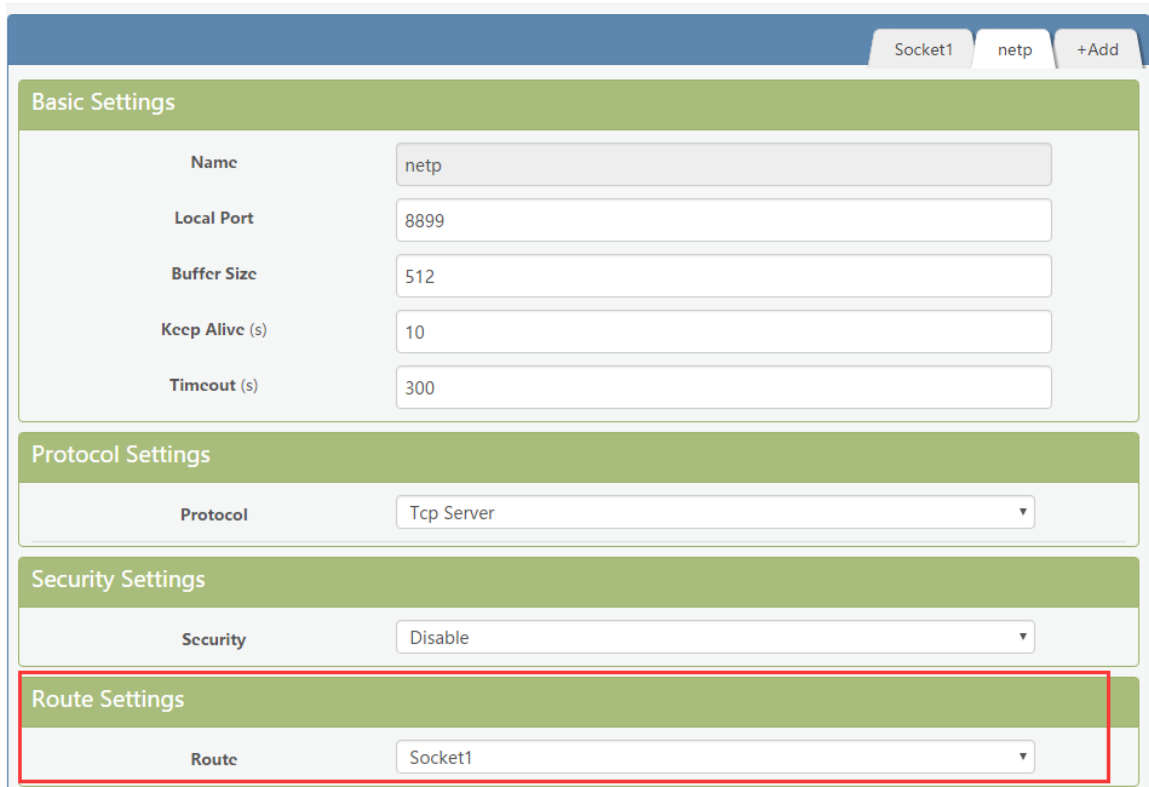 Socket1 netp +Add
Basic Settings
Name netp
Local Port 8899
Buffer Size 512
Keep Alive (s) 10
Timeout (s) 300
Protocol Settings
Protocol Tcp Server
Security Settings
Security Disable
Route Settings
Route Socket1